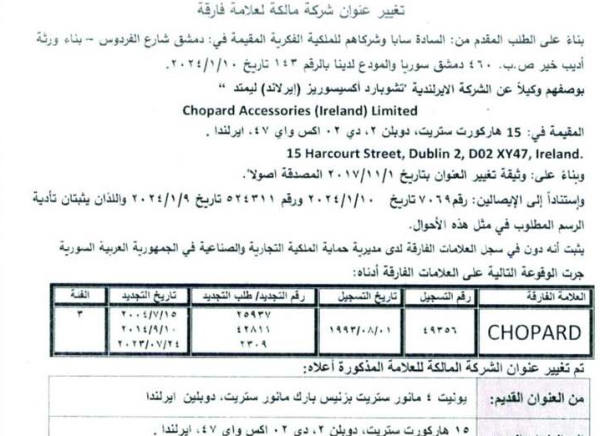 تغيير عنوان شركة مالكة لعلامة فارقة
بناءً على الطلب المقدم من: السادة سابا وشركاهم للملكية الفكرية المقيمة في: دمشق شارع الفردوس – بناء ورثة
أديب خير ص.ب. ٤٦٠ دمشق سوريا والمودع لدينا بالرقم ١٤٣ تاريخ ٢٠٢٤/١/١٠.
بوصفهم وكيلاً عن الشركة الايرلندية "تشوبارد أكسيسوريز (إيرلاند) ليمتد "
Chopard Accessories (Ireland) Limited
المقيمة في: 15 هاركورت ستريت، دوبلن ٢، دي ٠٢ اكس واي ٤٧، ايرلندا .
15 Harcourt Street, Dublin 2, D02 XY47, Ireland.
وبناءً على: وثيقة تغيير العنوان بتاريخ ٢٠١٧/١١/١ المصدقة اصولا.
وإستناداً إلى الإيصالين: رقم ٧٠٦٩ تاريخ ٢٠٢٤/١/١٠ ورقم ٥٢٤٣١١ تاريخ ٢٠٢٤/١/٩ واللذان يثبتان تأدية
الرسم المطلوب في مثل هذه الأحوال.
يثبت أنه دون في سجل العلامات الفارقة لدى مديرية حماية الملكية التجارية والصناعية في الجمهورية العربية السورية
جرت الوقوعة التالية على العلامات الفارقة أدناه:
العلامة الفارقة رقم التسجيل تاريخ التسجيل رقم التجديد/ طلب التجديد تاريخ التجديد الفئة
CHOPARD ٤٩٣٥٦ ١٩٩٣/٠٨/٠١ ٢٥٩٣٧ ٢٠٠٤/٧/١٥ ٣
٤٢٨١١ ٢٠١٤/٩/١٠
٢٣٠٩ ٢٠٢٣/٠٧/٢٤
تم تغيير عنوان الشركة المالكة للعلامة المذكورة أعلاه:
من العنوان القديم: يونيت ٤ مانور ستريت بزنيس بارك مانور ستريت، دوبلين ايرلندا
١٥ هاركورت ستريت، دوبلن ٢، دي ٠٢ اكس واي ٤٧، ايرلندا .